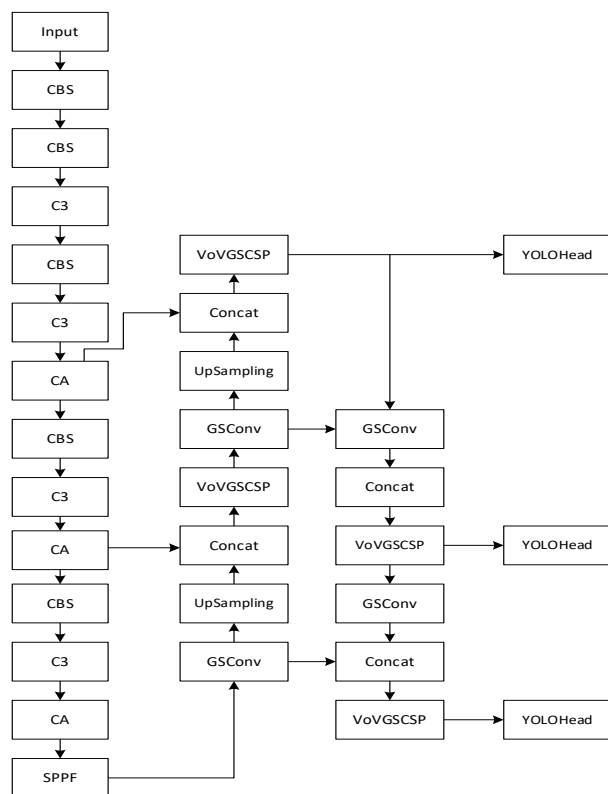 Input
CBS
CBS
C3
CBS
C3
CA
CBS
C3
CA
CBS
C3
CA
SPPF
VoVGSCSP
Concat
UpSampling
GSConv
VoVGSCSP
Concat
UpSampling
GSConv
GSConv
Concat
VoVGSCSP
GSConv
Concat
VoVGSCSP
YOLOHead
YOLOHead
YOLOHead